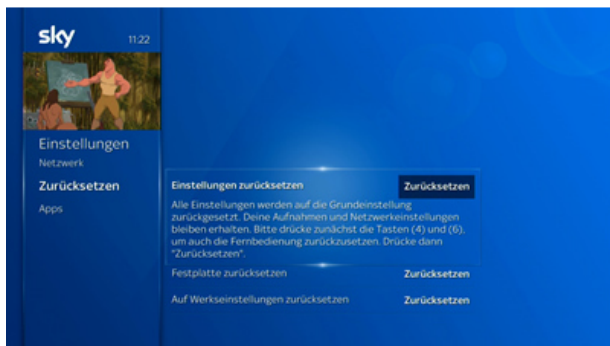 sky 11:22
Einstellungen
Netzwerk
Zurücksetzen
Apps
Einstellungen zurücksetzen Zurücksetzen
Alle Einstellungen werden auf die Grundeinstellung
zurückgesetzt. Deine Aufnahmen und Netzwerkeinstellungen
bleiben erhalten. Bitte drücke zunächst die Tasten (4) und (6),
um auch die Fernbedienung zurückzusetzen. Drücke dann
"Zurücksetzen".
Festplatte zurücksetzen Zurücksetzen
Auf Werkseinstellungen zurücksetzen Zurücksetzen